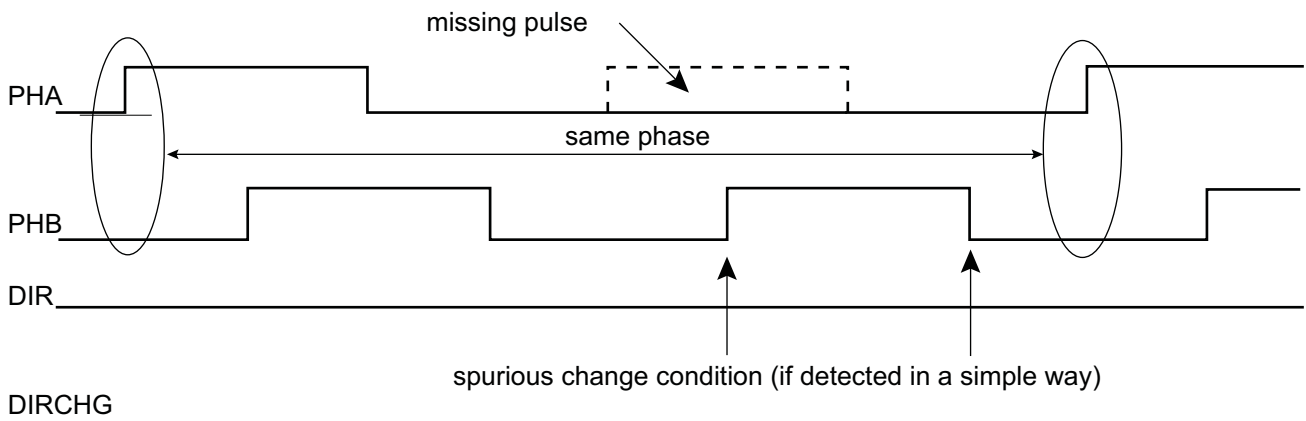 missing pulse
PHA
same phase
PHB
DIR
spurious change condition (if detected in a simple way)
DIRCHG